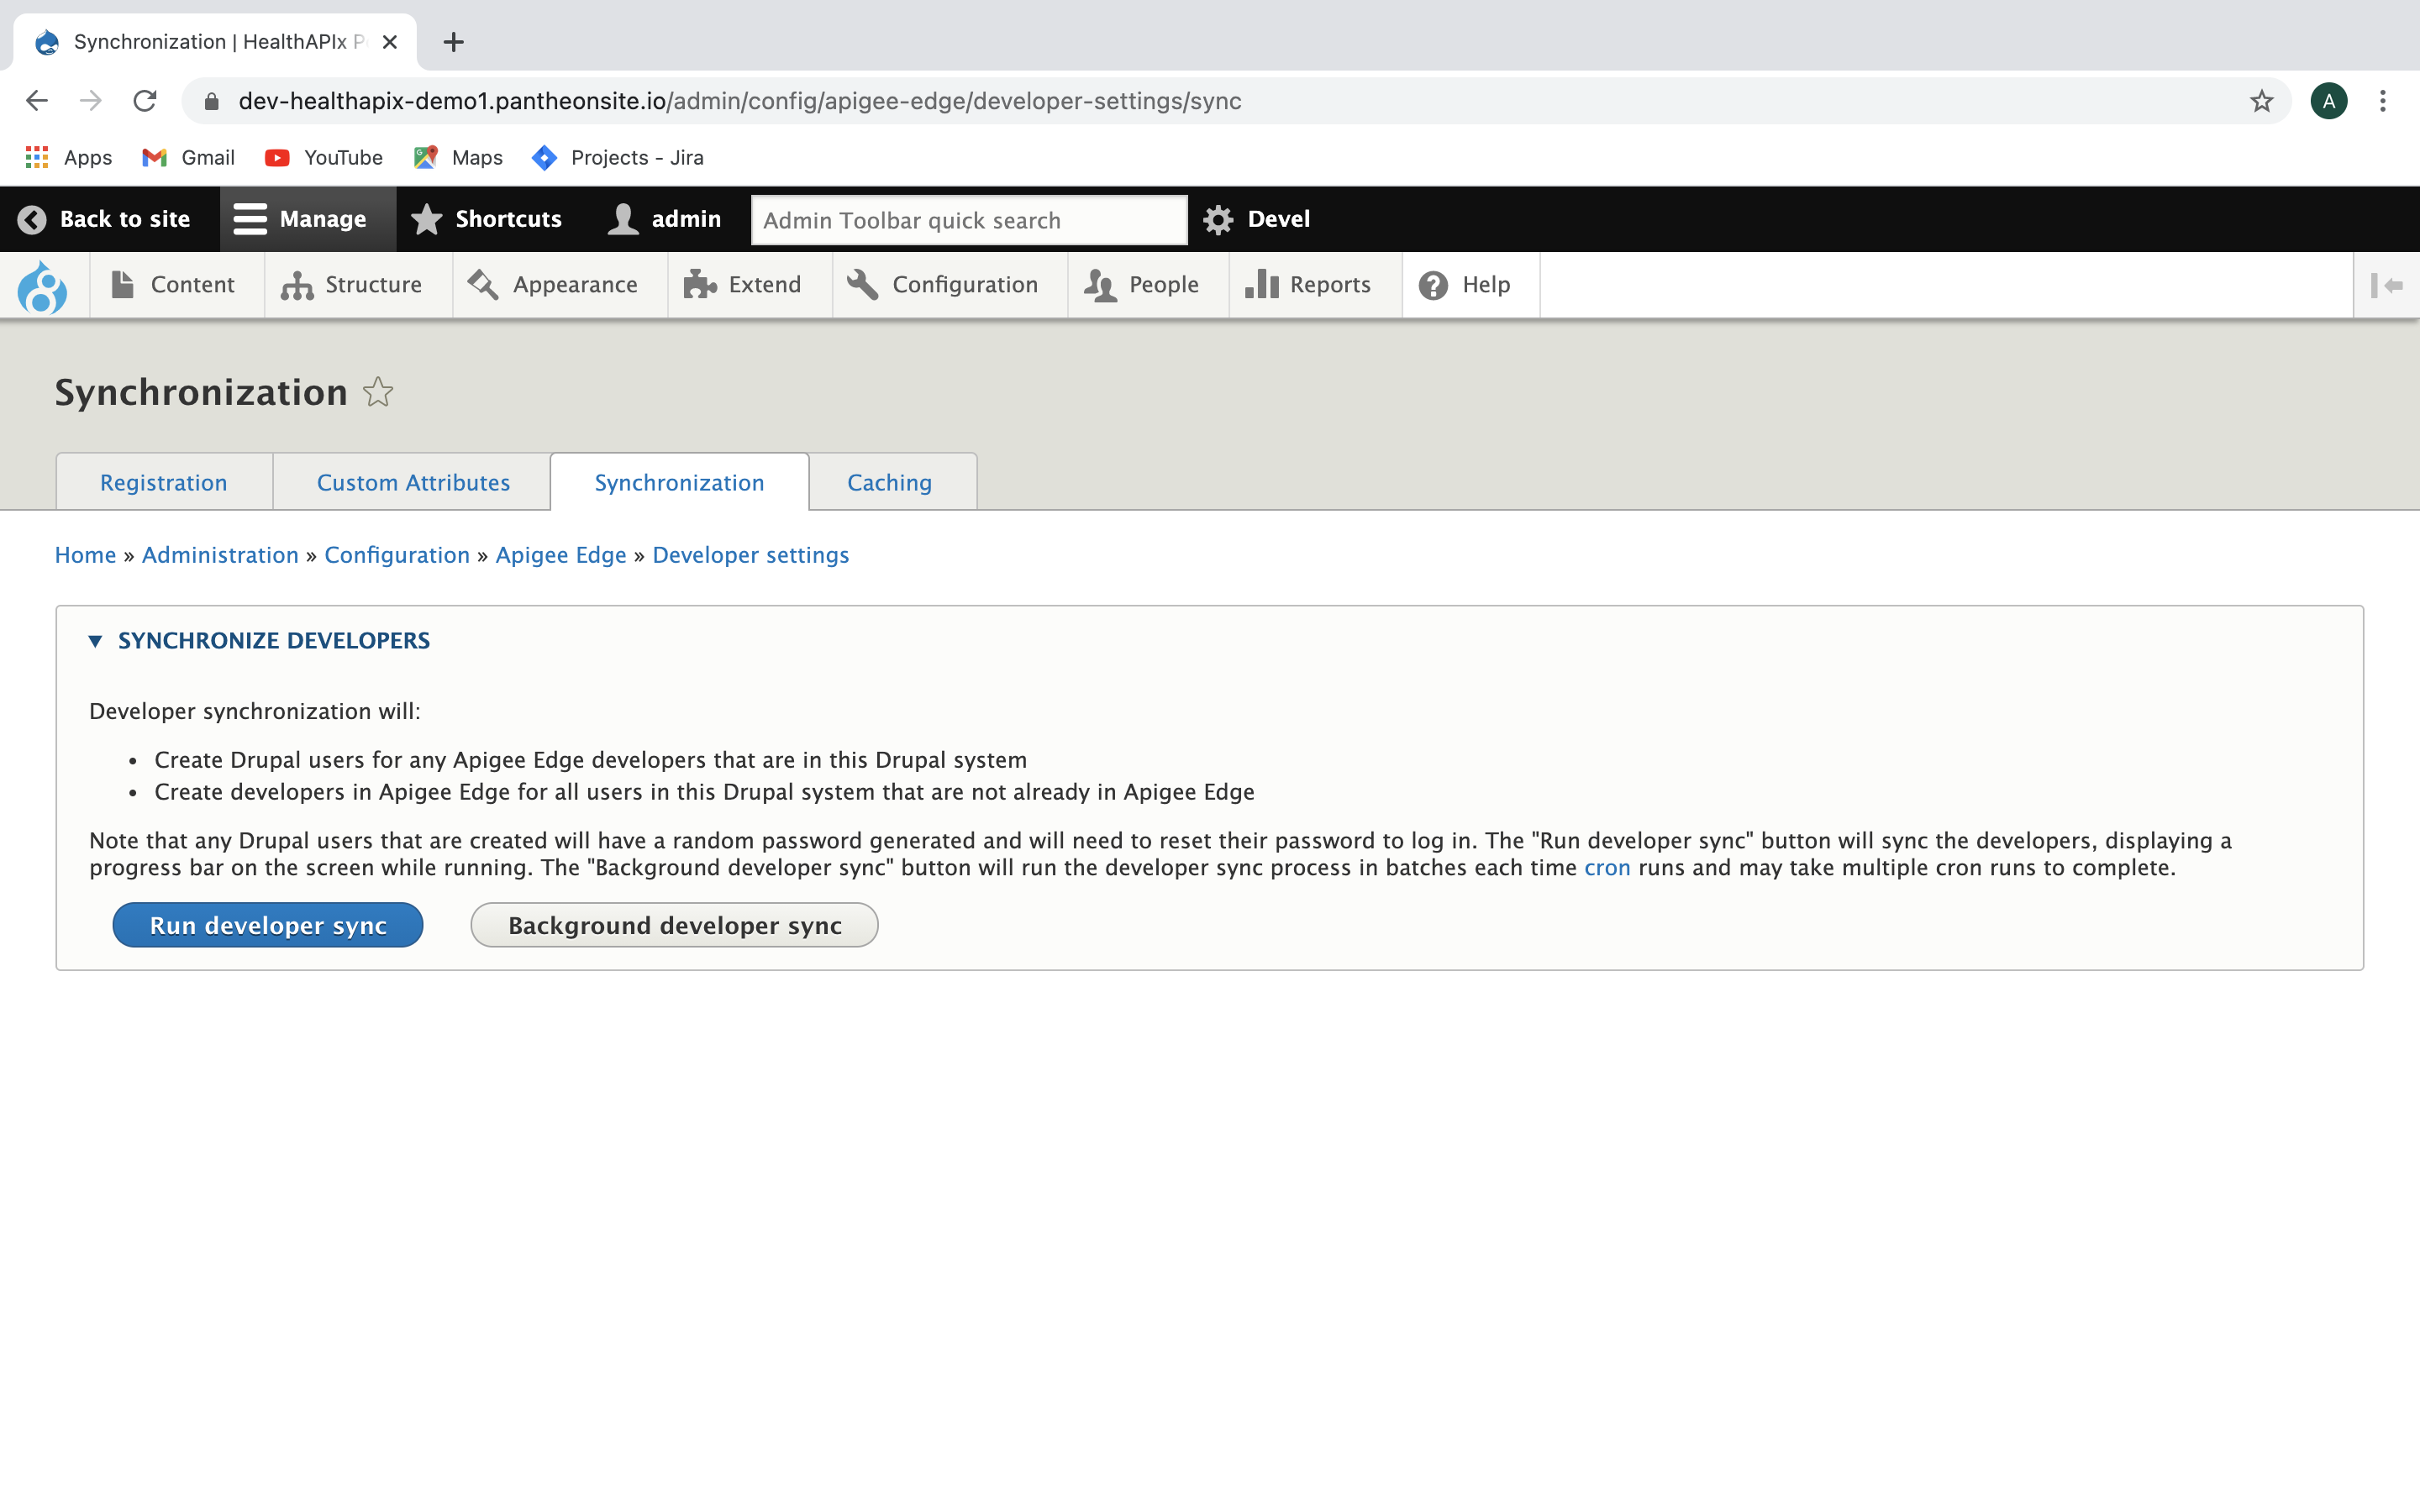 Synchronization | HealthAPIx P
dev-healthapix-demo1.pantheonsite.io/admin/config/apigee-edge/developer-settings/sync
A
Apps Gmail YouTube Maps Projects - Jira
Back to site Manage Shortcuts admin Admin Toolbar quick search Devel
Content Structure Appearance Extend Configuration People Reports Help
Synchronization
Registration Custom Attributes Synchronization Caching
Home » Administration » Configuration » Apigee Edge » Developer settings
▼ SYNCHRONIZE DEVELOPERS
Developer synchronization will:
• Create Drupal users for any Apigee Edge developers that are in this Drupal system
• Create developers in Apigee Edge for all users in this Drupal system that are not already in Apigee Edge
Note that any Drupal users that are created will have a random password generated and will need to reset their password to log in. The "Run developer sync" button will sync the developers, displaying a
progress bar on the screen while running. The "Background developer sync" button will run the developer sync process in batches each time cron runs and may take multiple cron runs to complete.
Run developer sync Background developer sync